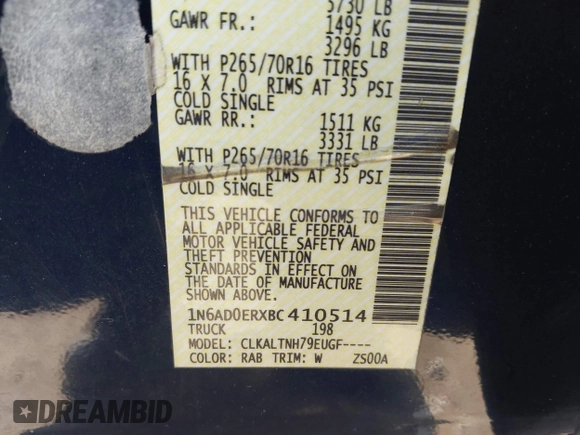 5730 LB
GAWR FR.: 1495 KG
3296 LB
WITH P265/70R16 TIRES
16 X 7.0 RIMS AT 35 PSI
COLD SINGLE
GAWR RR.: 1511 KG
3331 LB
WITH P265/70R16 TIRES
16 X 7.0 RIMS AT 35 PSI
COLD SINGLE
THIS VEHICLE CONFORMS TO
ALL APPLICABLE FEDERAL
MOTOR VEHICLE SAFETY AND
THEFT PREVENTION
STANDARDS IN EFFECT ON
THE DATE OF MANUFACTURE
SHOWN ABOVE.
1N6AD0ERXBC410514
TRUCK 198
MODEL: CLKALTNH79EUGF----
COLOR: RAB TRIM: W ZS00A
DREAMBID